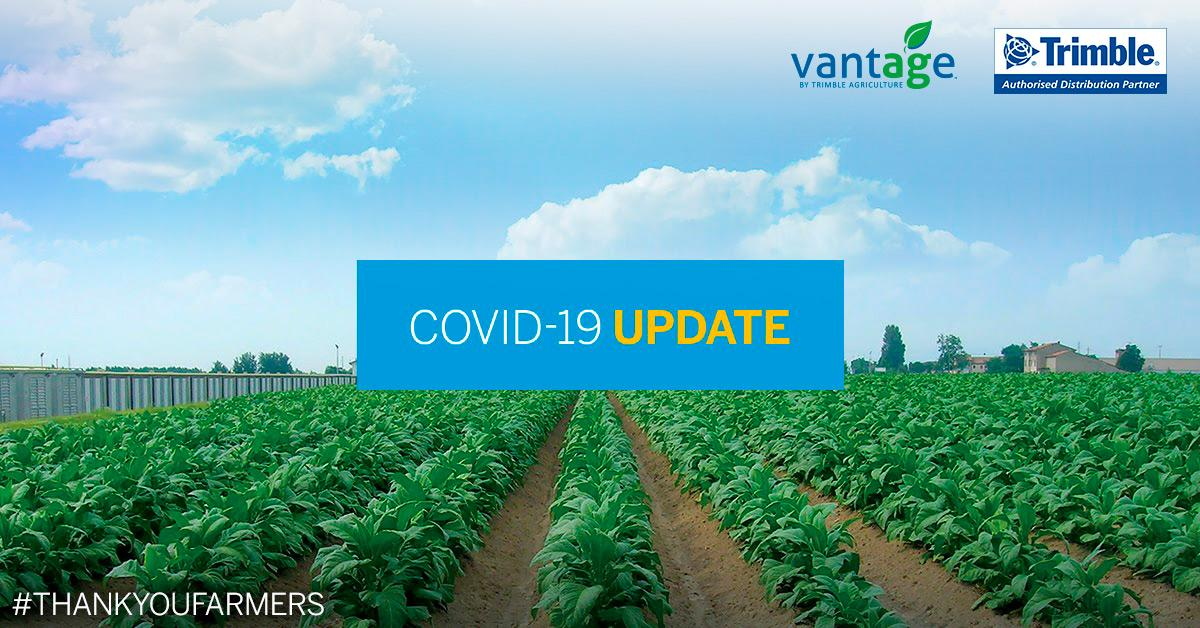 vantage
BY TRIMBLE AGRICULTURE
Trimble®
Authorised Distribution Partner
COVID-19 UPDATE
#THANKYOUFARMERS